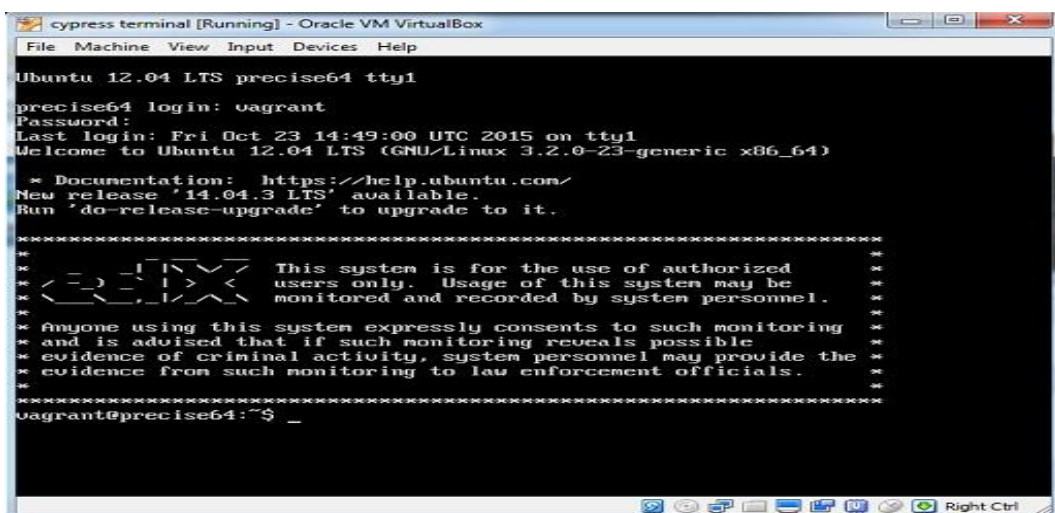 cypress terminal [Running] - Oracle VM VirtualBox
File Machine View Input Devices Help
Ubuntu 12.04 LTS precise64 tty1
precise64 login: vagrant
Password:
Last login: Fri Oct 23 14:49:00 UTC 2015 on tty1
Welcome to Ubuntu 12.04 LTS (GNU/Linux 3.2.0-23-generic x86_64)
* Documentation: https://help.ubuntu.com/
New release '14.04.3 LTS' available.
Run 'do-release-upgrade' to upgrade to it.
edX
This system is for the use of authorized
users only. Usage of this system may be
monitored and recorded by system personnel.
* Anyone using this system expressly consents to such monitoring *
* and is advised that if such monitoring reveals possible *
* evidence of criminal activity, system personnel may provide the *
* evidence from such monitoring to law enforcement officials. *
vagrant@precise64:~$ _
Right Ctrl